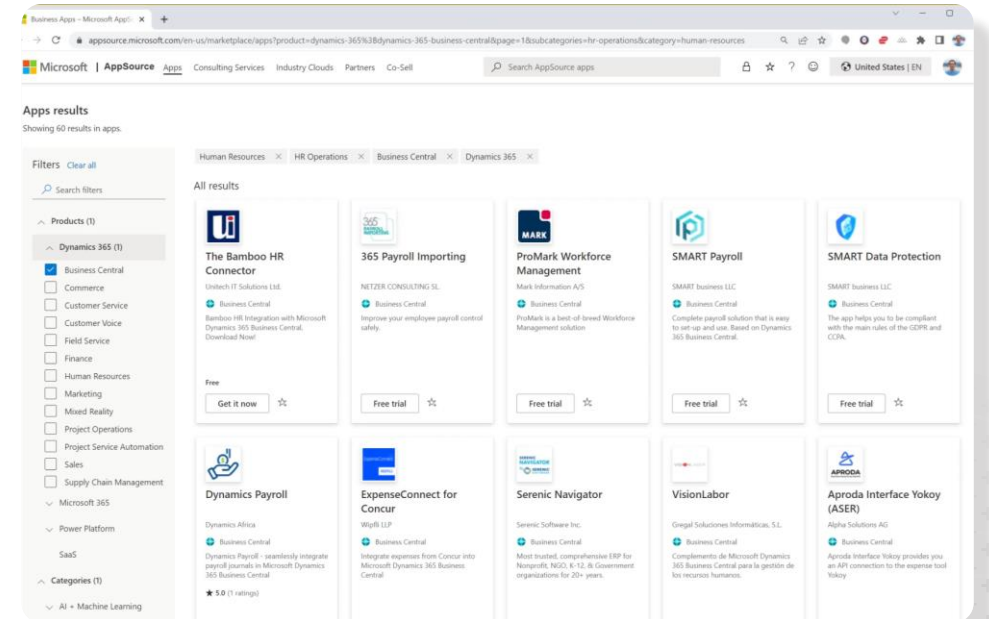 Business Apps – Microsoft AppS
appsource.microsoft.com/en-us/marketplace/apps?product=dynamics-365%3Bdynamics-365-business-central&page=1&subcategories=hr-operations&category=human-resources
Microsoft | AppSource Apps Consulting Services Industry Clouds Partners Co-Sell Search AppSource apps United States | EN
Apps results
Showing 60 results in apps.
Filters Clear all
Search filters
Products (1)
Dynamics 365 (1)
Business Central
Commerce
Customer Service
Customer Voice
Field Service
Finance
Human Resources
Marketing
Mixed Reality
Project Operations
Project Service Automation
Sales
Supply Chain Management
Microsoft 365
Power Platform
SaaS
Categories (1)
AI + Machine Learning
Human Resources HR Operations Business Central Dynamics 365
All results
Ui
The Bamboo HR
Connector
Unitech IT Solutions Ltd.
Business Central
Bamboo HR Integration with Microsoft
Dynamics 365 Business Central.
Download Now!
Free
Get it now
365
PAYROLL
IMPORTING
365 Payroll Importing
NETZER CONSULTING SL.
Business Central
Improve your employee payroll control
safely.
Free trial
MARK
ProMark Workforce
Management
Mark Information A/S
Business Central
ProMark is a best-of-breed Workforce
Management solution
Free trial
SMART Payroll
SMART business LLC
Business Central
Complete payroll solution that is easy
to set-up and use. Based on Dynamics
365 Business Central.
Free trial
SMART Data Protection
SMART business LLC
Business Central
The app helps you to be compliant
with the main rules of the GDPR and
CCPA.
Free trial
Dynamics Payroll
Dynamics Africa
Business Central
Dynamics Payroll - seamlessly integrate
payroll journals in Microsoft Dynamics
365 Business Central
5.0 (1 ratings)
ExpenseConnect for
Concur
Wipfli LLP
Business Central
Integrate expenses from Concur into
Microsoft Dynamics 365 Business
Central
SERENIC
NAVIGATOR
Serenic Navigator
Serenic Software Inc.
Business Central
Most trusted, comprehensive ERP for
Nonprofit, NGO, K-12, & Government
organizations for 20+ years.
VisionLabor
Gregal Soluciones Informáticas, S.L.
Business Central
Complemento de Microsoft Dynamics
365 Business Central para la gestión de
los recursos humanos.
APRODA
Aproda Interface Yokoy
(ASER)
Alpha Solutions AG
Business Central
Aproda Interface Yokoy provides you
an API connection to the expense tool
Yokoy